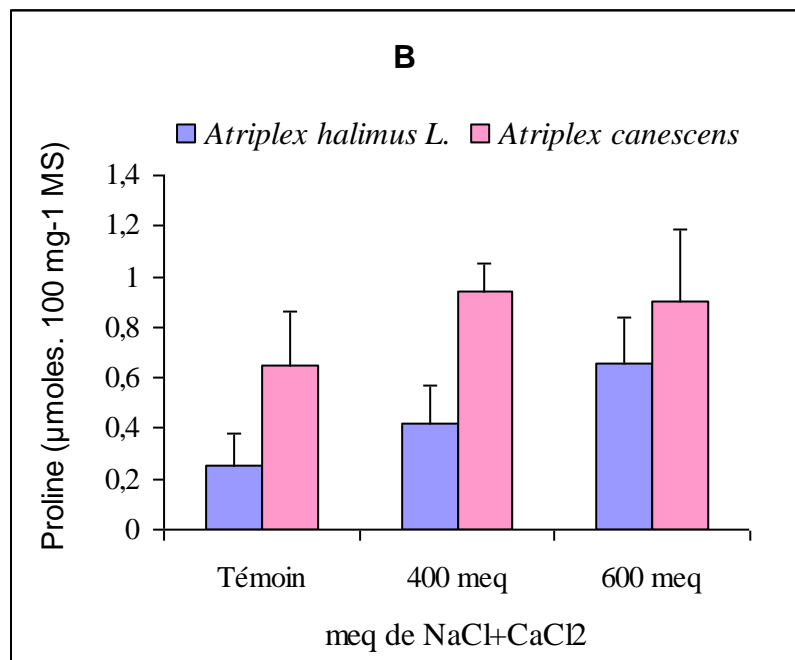 B
Atriplex halimus L. Atriplex canescens
Proline (µmoles. 100 mg-1 MS)
1,4
1,2
1
0,8
0,6
0,4
0,2
0
Témoin 400 meq 600 meq
meq de NaCl+CaCl2